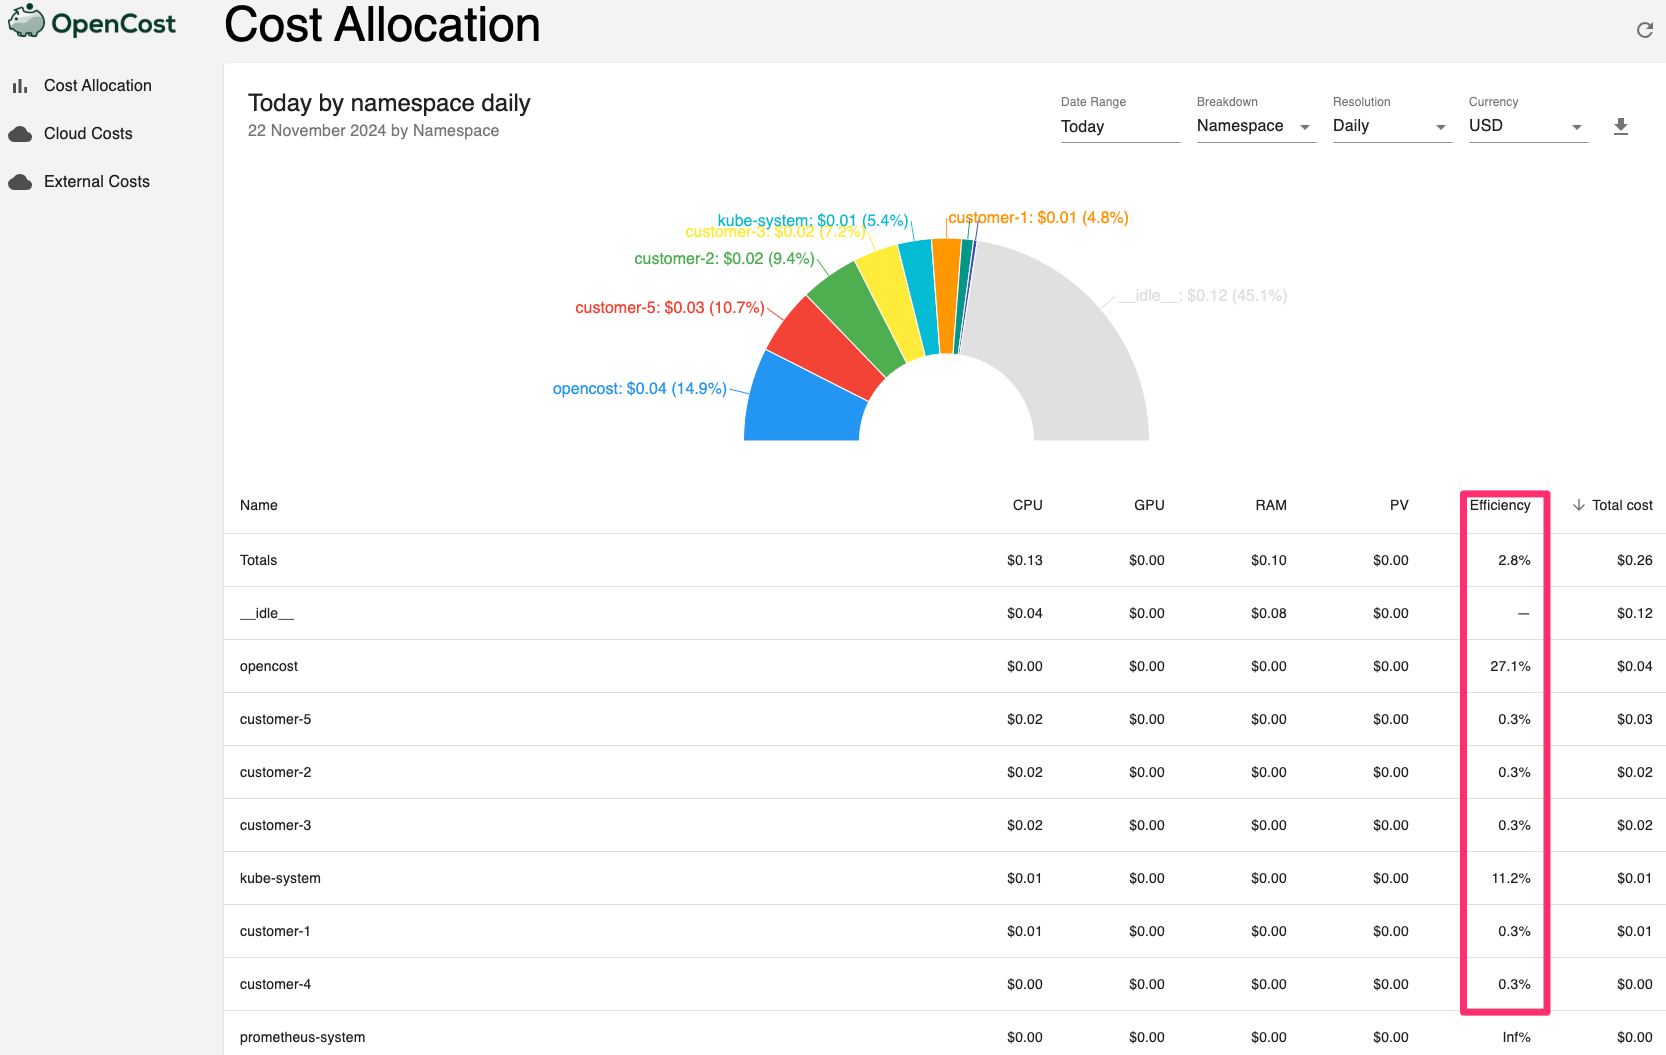 OpenCost
Cost Allocation
Cloud Costs
External Costs
Cost Allocation
Today by namespace daily
22 November 2024 by Namespace
Date Range
Today
Breakdown
Namespace
Resolution
Daily
Currency
USD
kube-system: $0.01 (5.4%)
customer-1: $0.01 (4.8%)
customer-3: $0.02 (7.2%)
customer-2: $0.02 (9.4%)
__idle__: $0.12 (45.1%)
customer-5: $0.03 (10.7%)
opencost: $0.04 (14.9%)
Name CPU GPU RAM PV Efficiency Total cost
Totals $0.13 $0.00 $0.10 $0.00 2.8% $0.26
__idle__ $0.04 $0.00 $0.08 $0.00 — $0.12
opencost $0.00 $0.00 $0.00 $0.00 27.1% $0.04
customer-5 $0.02 $0.00 $0.00 $0.00 0.3% $0.03
customer-2 $0.02 $0.00 $0.00 $0.00 0.3% $0.02
customer-3 $0.02 $0.00 $0.00 $0.00 0.3% $0.02
kube-system $0.01 $0.00 $0.00 $0.00 11.2% $0.01
customer-1 $0.01 $0.00 $0.00 $0.00 0.3% $0.01
customer-4 $0.00 $0.00 $0.00 $0.00 0.3% $0.00
prometheus-system $0.00 $0.00 $0.00 $0.00 Inf% $0.00